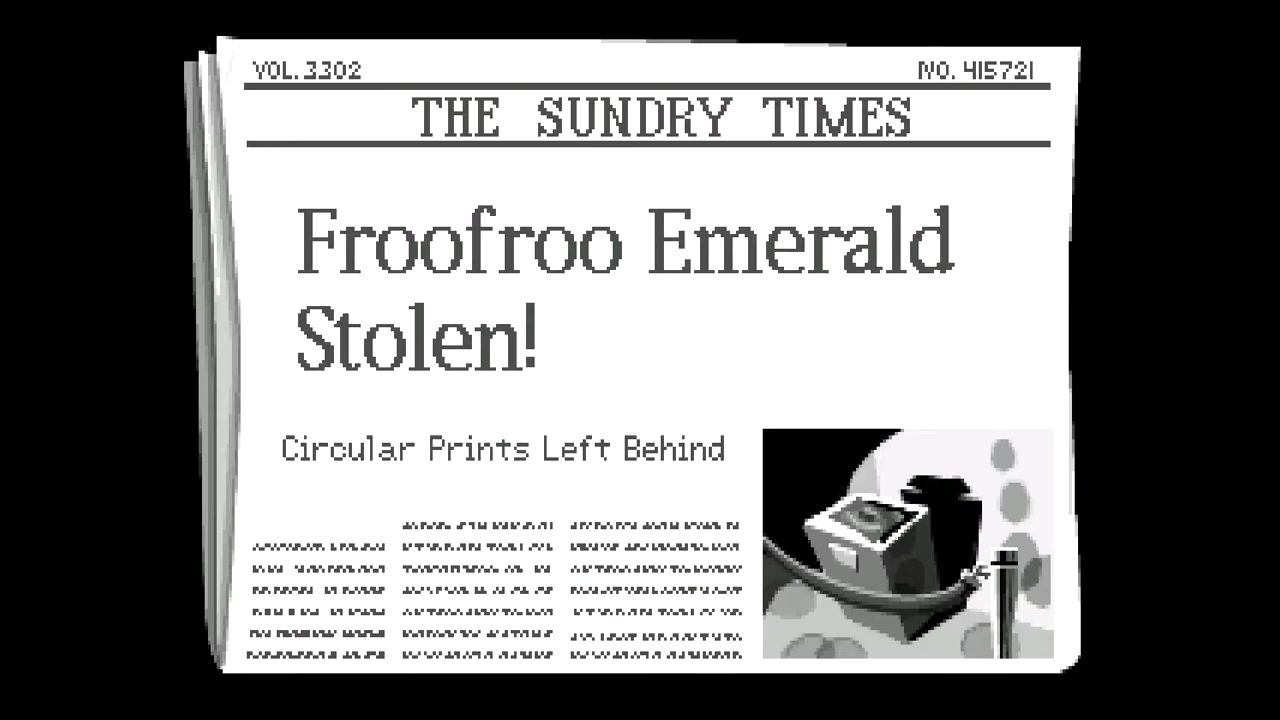 VOL. 3302
NO. 415721
THE SUNDRY TIMES
Froofroo Emerald
Stolen!
Circular Prints Left Behind